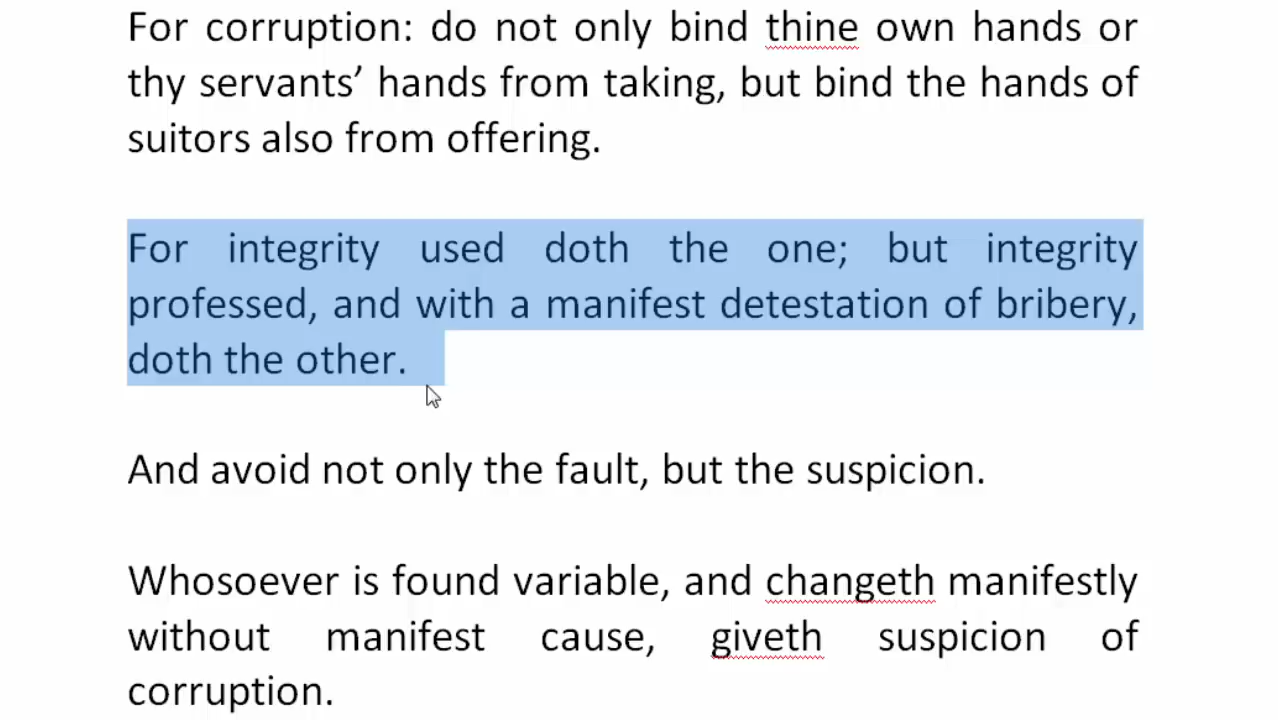 For corruption: do not only bind thine own hands or
thy servants’ hands from taking, but bind the hands of
suitors also from offering.
For integrity used doth the one; but integrity
professed, and with a manifest detestation of bribery,
doth the other.
And avoid not only the fault, but the suspicion.
Whosoever is found variable, and changeth manifestly
without manifest cause, giveth suspicion of
corruption.